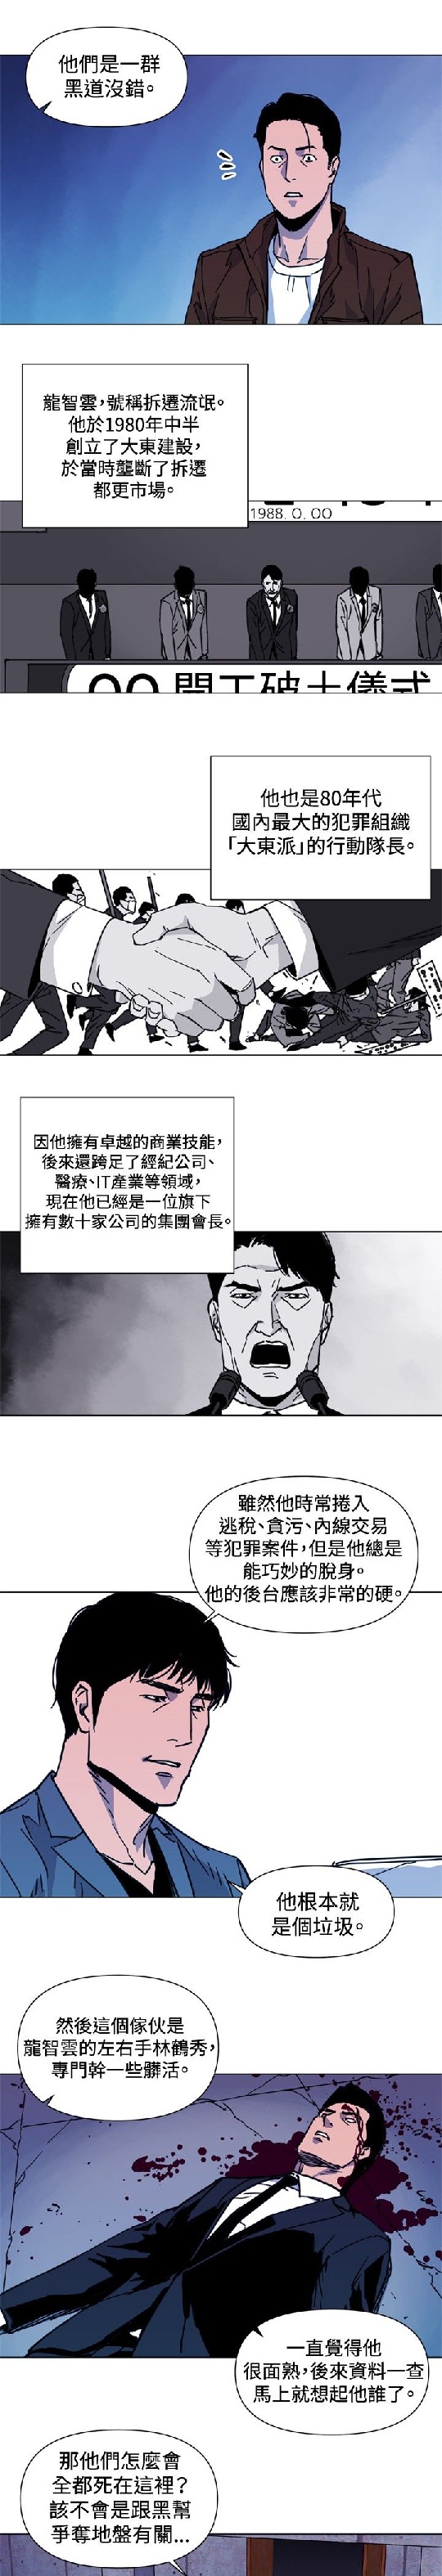 他們是一群
黑道沒錯。
龍智雲,號稱拆遷流氓。
他於1980年中半
創立了大東建設,
於當時壟斷了拆遷
都更市場。
1988. O. OO
OO 開工破土儀式
他也是80年代
國內最大的犯罪組織
「大東派」的行動隊長。
因他擁有卓越的商業技能,
後來還跨足了經紀公司、
醫療、IT產業等領域,
現在他已經是一位旗下
擁有數十家公司的集團會長。
雖然他時常捲入
逃稅、貪污、內線交易
等犯罪案件,但是他總是
能巧妙的脫身。
他的後台應該非常的硬。
他根本就
是個垃圾。
然後這個傢伙是
龍智雲的左右手林鶴秀,
專門幹一些髒活。
一直覺得他
很面熟,後來資料一查
馬上就想起他誰了。
那他們怎麼會
全都死在這裡?
該不會是跟黑幫
爭奪地盤有關...